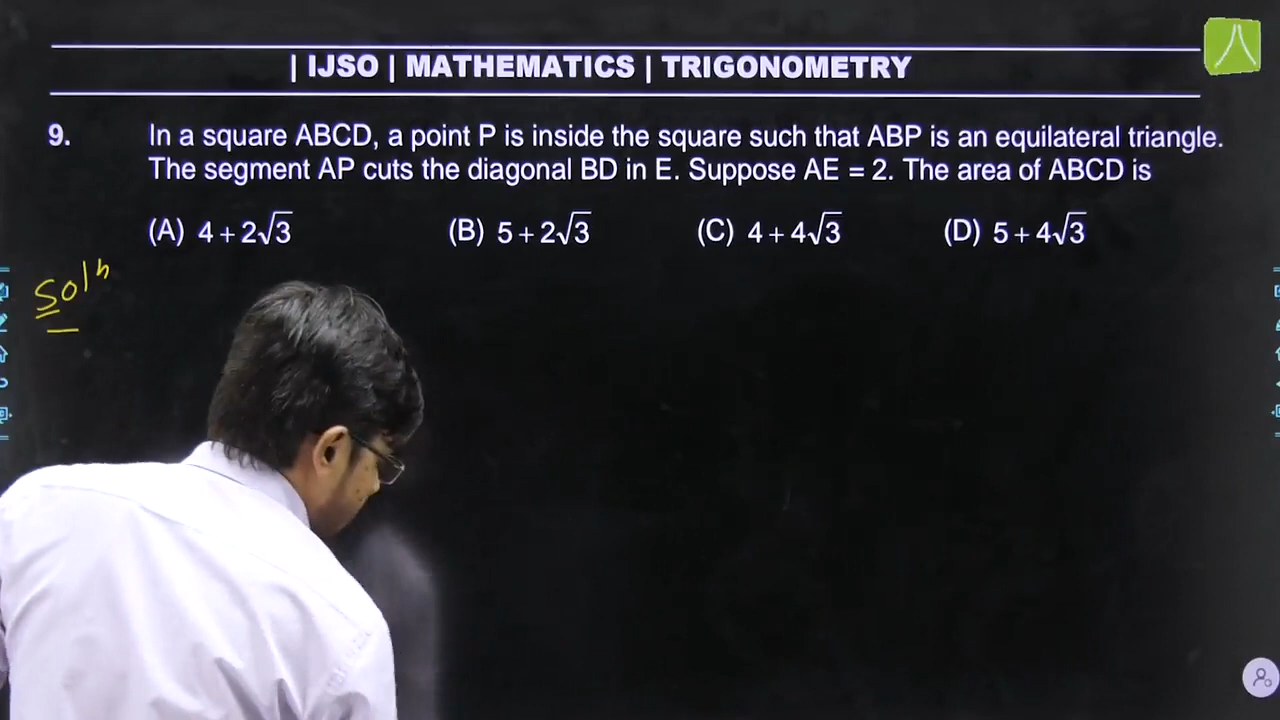 | IJSO | MATHEMATICS | TRIGONOMETRY
9. In a square ABCD, a point P is inside the square such that ABP is an equilateral triangle.
The segment AP cuts the diagonal BD in E. Suppose AE = 2. The area of ABCD is
(A) 4 + 2√3 (B) 5 + 2√3 (C) 4 + 4√3 (D) 5 + 4√3
Solⁿ